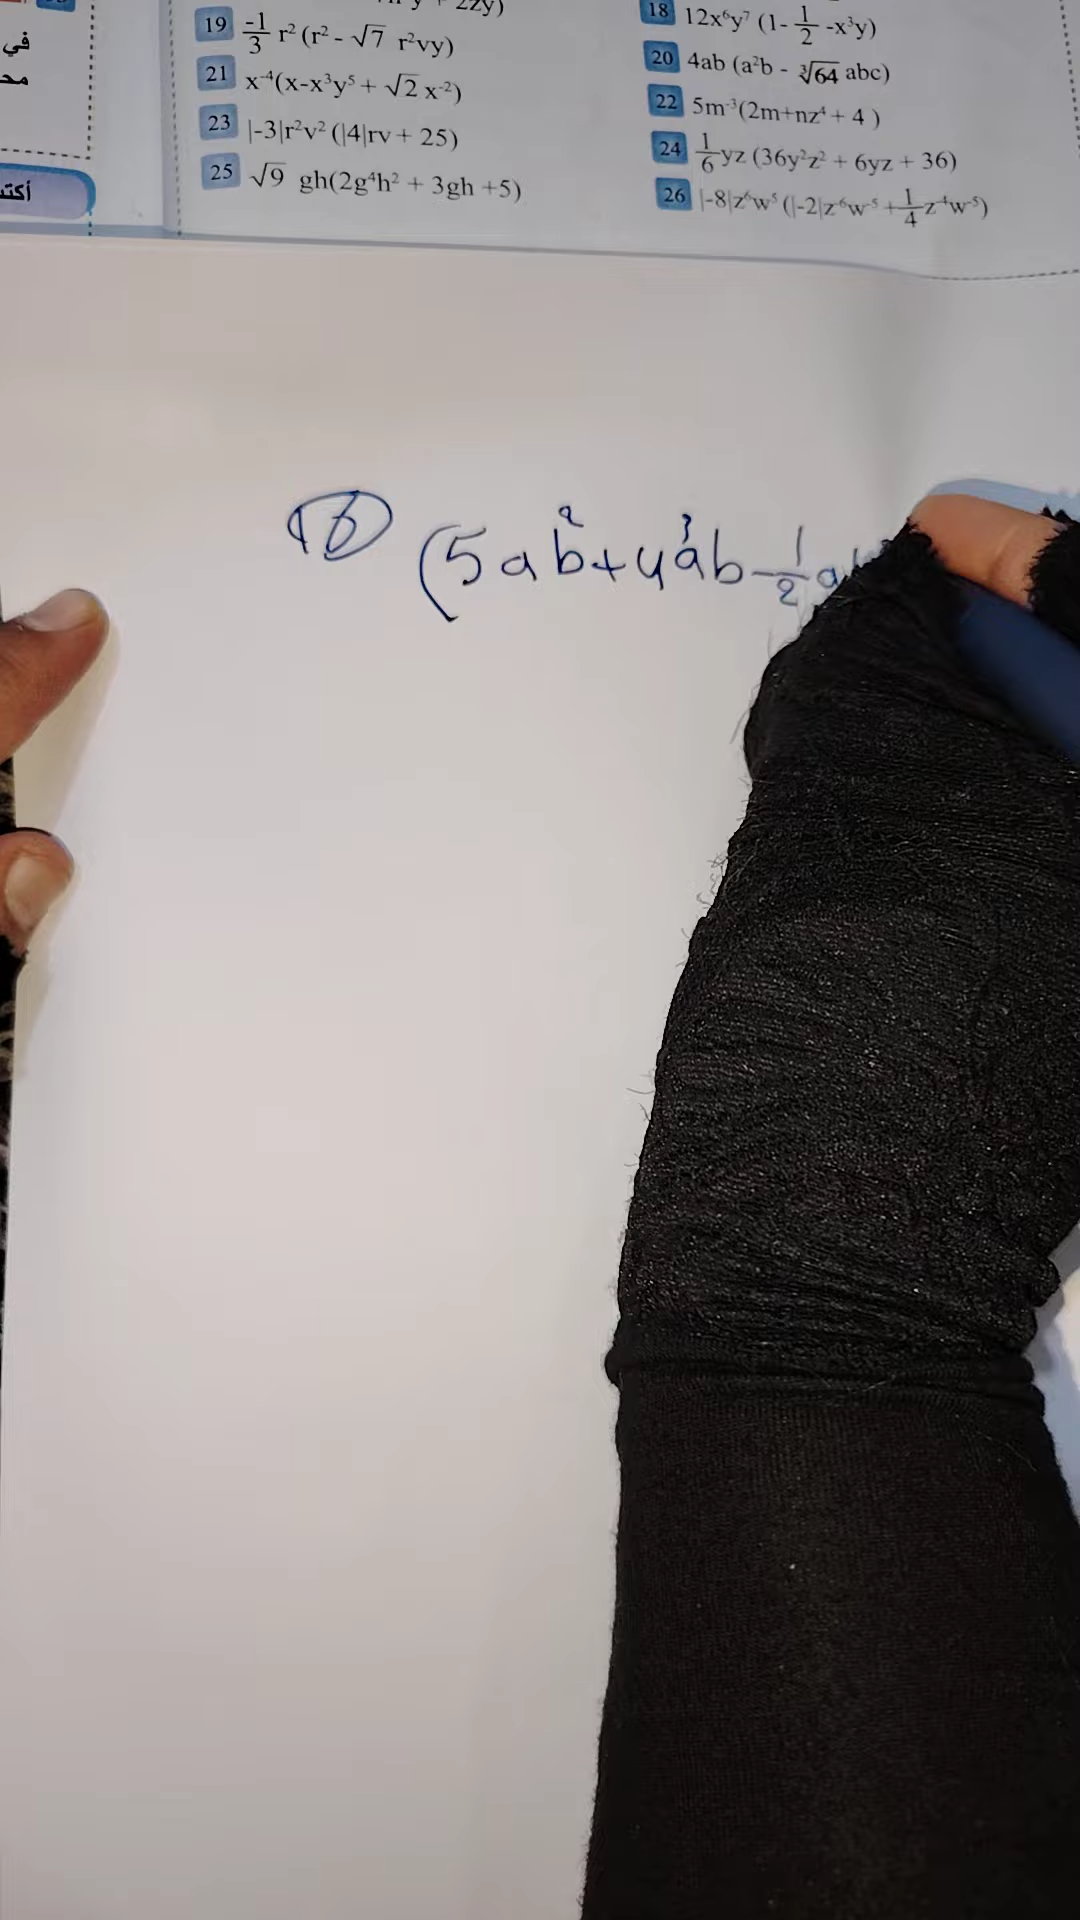 y + 2zy)
19 -1/3 r² (r² - √7 r²vy)
18 12x⁶y⁷ (1- 1/2 -x³y)
في
20 4ab (a²b - ∛64 abc)
21 x⁻⁴(x-x³y⁵ + √2 x⁻²)
22 5m⁻³(2m+nz⁴ + 4 )
23 |-3|r²v² (|4|rv + 25)
24 1/6 yz (36y²z² + 6yz + 36)
25 √9 gh(2g⁴h² + 3gh +5)
26 |-8|z⁶w⁵ (|-2|z⁻⁶w⁻⁵ + 1/4 z⁻⁴w⁻⁵)
16 (5ab² + 4a³b - 1/2 a